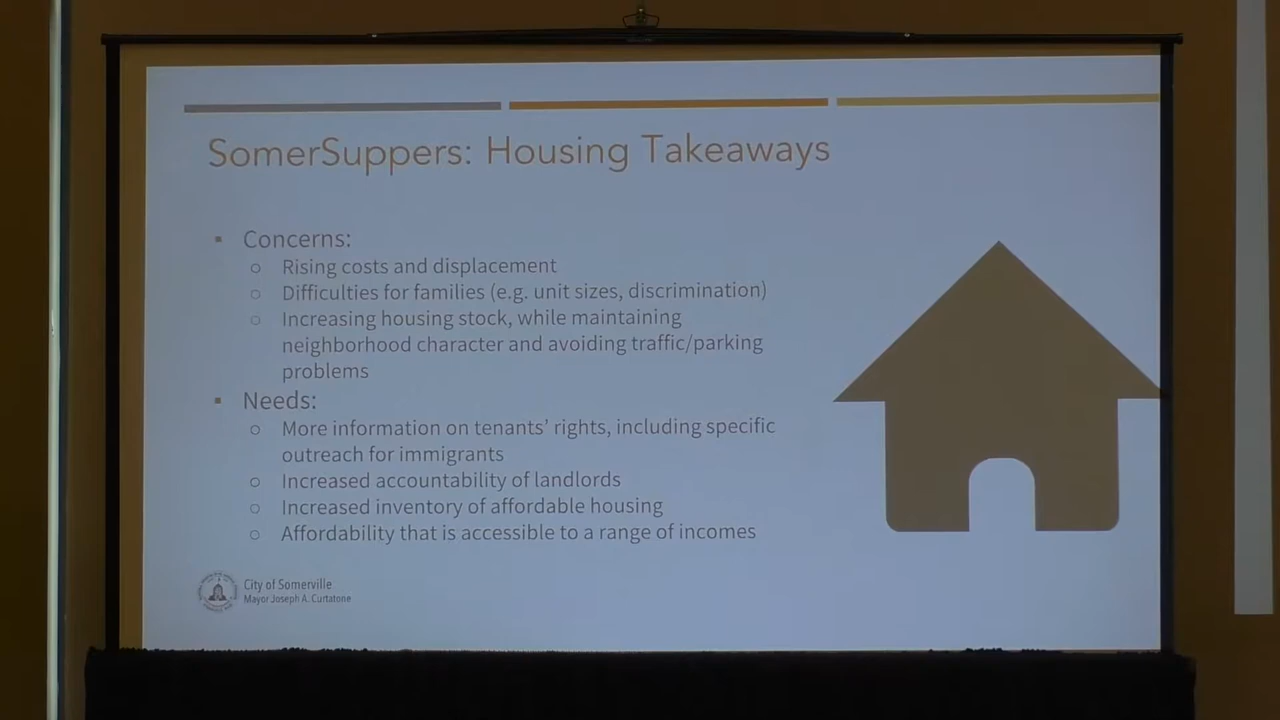 SomerSuppers: Housing Takeaways
▪ Concerns:
○ Rising costs and displacement
○ Difficulties for families (e.g. unit sizes, discrimination)
○ Increasing housing stock, while maintaining
neighborhood character and avoiding traffic/parking
problems
▪ Needs:
○ More information on tenants' rights, including specific
outreach for immigrants
○ Increased accountability of landlords
○ Increased inventory of affordable housing
○ Affordability that is accessible to a range of incomes
City of Somerville
Mayor Joseph A. Curtatone